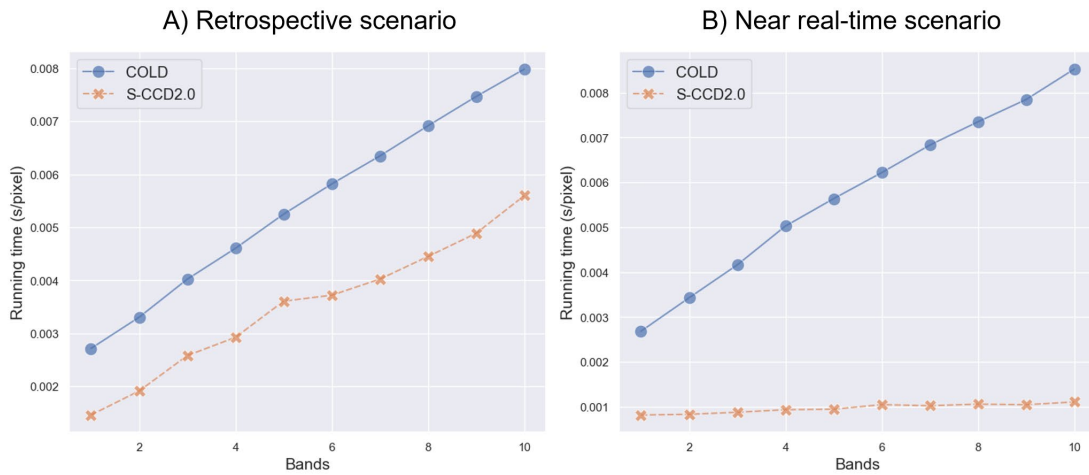 A) Retrospective scenario
COLD
S-CCD2.0
0.008
0.007
0.006
0.005
0.004
0.003
0.002
Running time (s/pixel)
2 4 6 8 10
Bands
B) Near real-time scenario
COLD
S-CCD2.0
0.008
0.007
0.006
0.005
0.004
0.003
0.002
0.001
Running time (s/pixel)
2 4 6 8 10
Bands